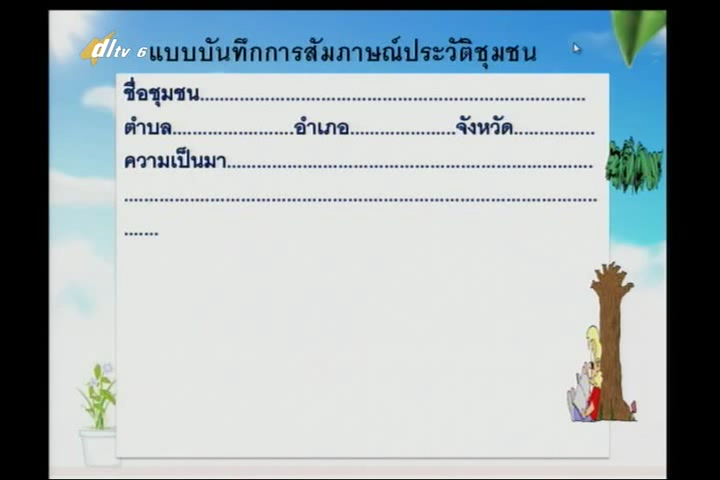 dltv 6
แบบบันทึกการสัมภาษณ์ประวัติชุมชน
ชื่อชุมชน................................................................................
ตำบล.........................อำเภอ......................จังหวัด.................
ความเป็นมา............................................................................
..................................................................................................
.......